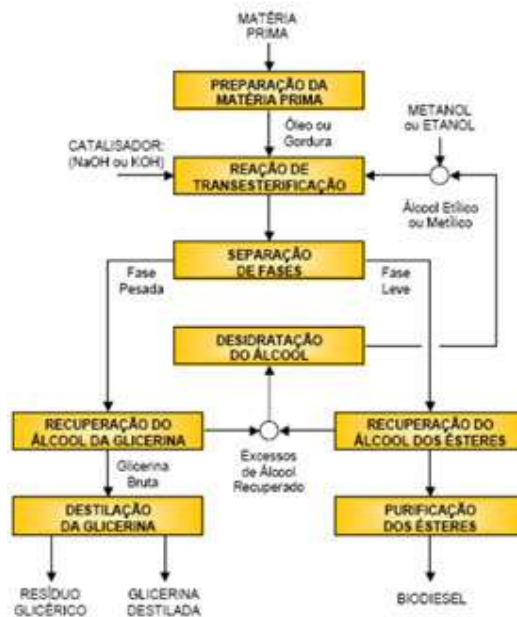 MATÉRIA
PRIMA
PREPARAÇÃO DA
MATÉRIA PRIMA
METANOL
ou ETANOL
Óleo ou
Gordura
CATALISADOR:
(NaOH ou KOH)
REAÇÃO DE
TRANSESTERIFICAÇÃO
Álcool Etílico
ou Metílico
SEPARAÇÃO
DE FASES
Fase
Pesada
Fase
Leve
DESIDRATAÇÃO
DO ÁLCOOL
RECUPERAÇÃO DO
ÁLCOOL DA GLICERINA
RECUPERAÇÃO DO
ÁLCOOL DOS ÉSTERES
Glicerina
Bruta
Excessos
de Álcool
Recuperado
DESTILAÇÃO
DA GLICERINA
PURIFICAÇÃO
DOS ÉSTERES
RESÍDUO
GLICÉRICO
GLICERINA
DESTILADA
BIODIESEL